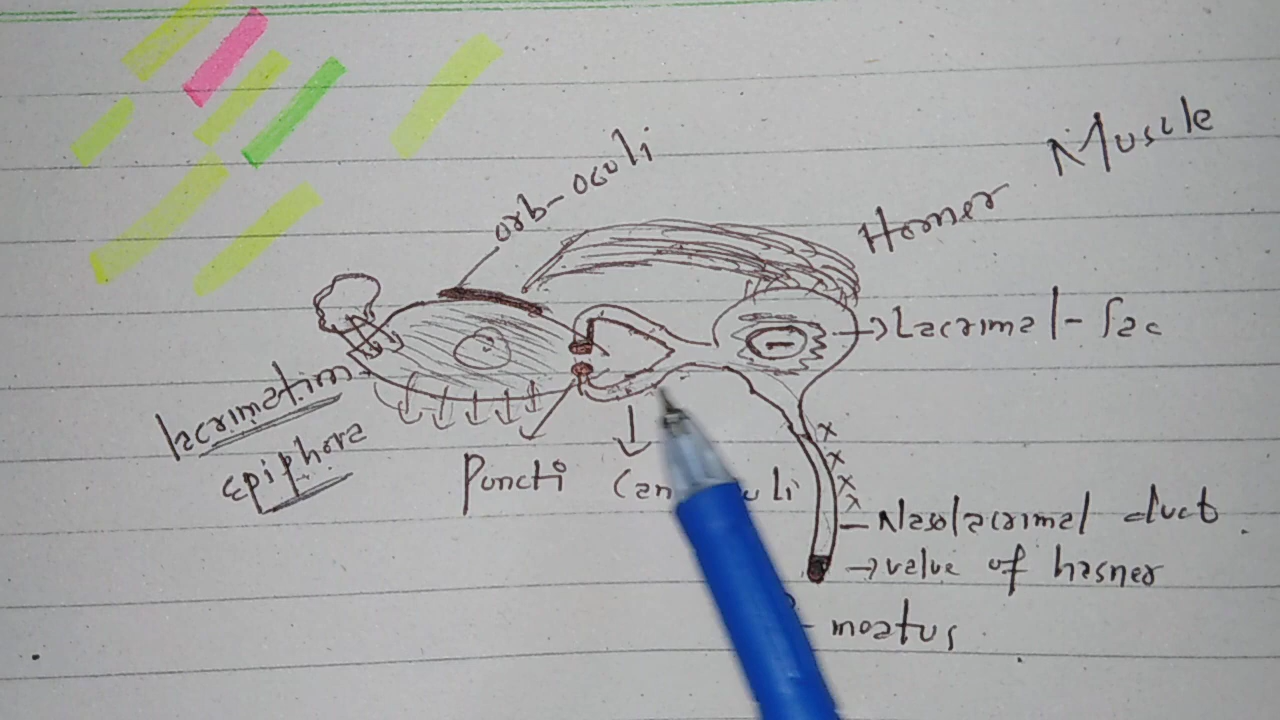 Muscle
Horner
orb-oculi
Lacrimal-Sac
lacrimation
Epiphora
Puncti
Nasolacrimal duct.
valve of hasner
- meatus